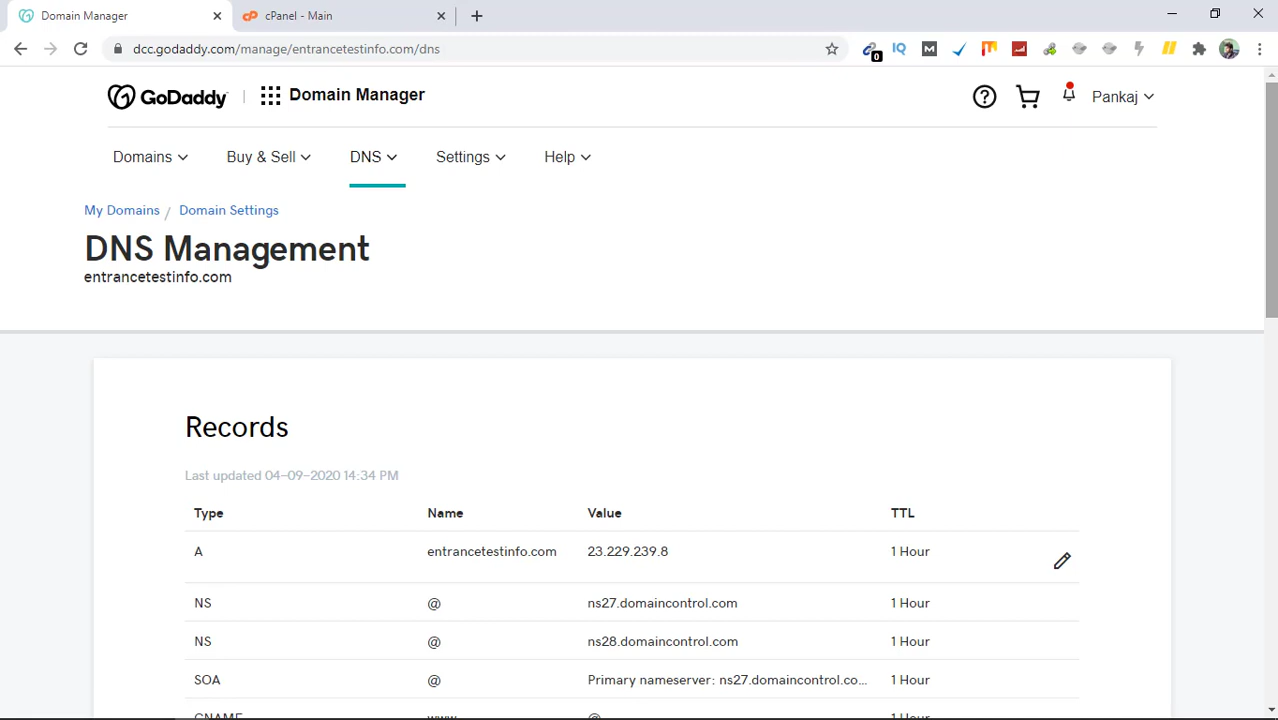 Domain Manager
cPanel - Main
dcc.godaddy.com/manage/entrancetestinfo.com/dns
0
IQ
M
GoDaddy
Domain Manager
Pankaj
Domains
Buy & Sell
DNS
Settings
Help
My Domains / Domain Settings
DNS Management
entrancetestinfo.com
Records
Last updated 04-09-2020 14:34 PM
Type Name Value TTL
A entrancetestinfo.com 23.229.239.8 1 Hour
NS @ ns27.domaincontrol.com 1 Hour
NS @ ns28.domaincontrol.com 1 Hour
SOA @ Primary nameserver: ns27.domaincontrol.co... 1 Hour
CNAME www @ 1 Hour